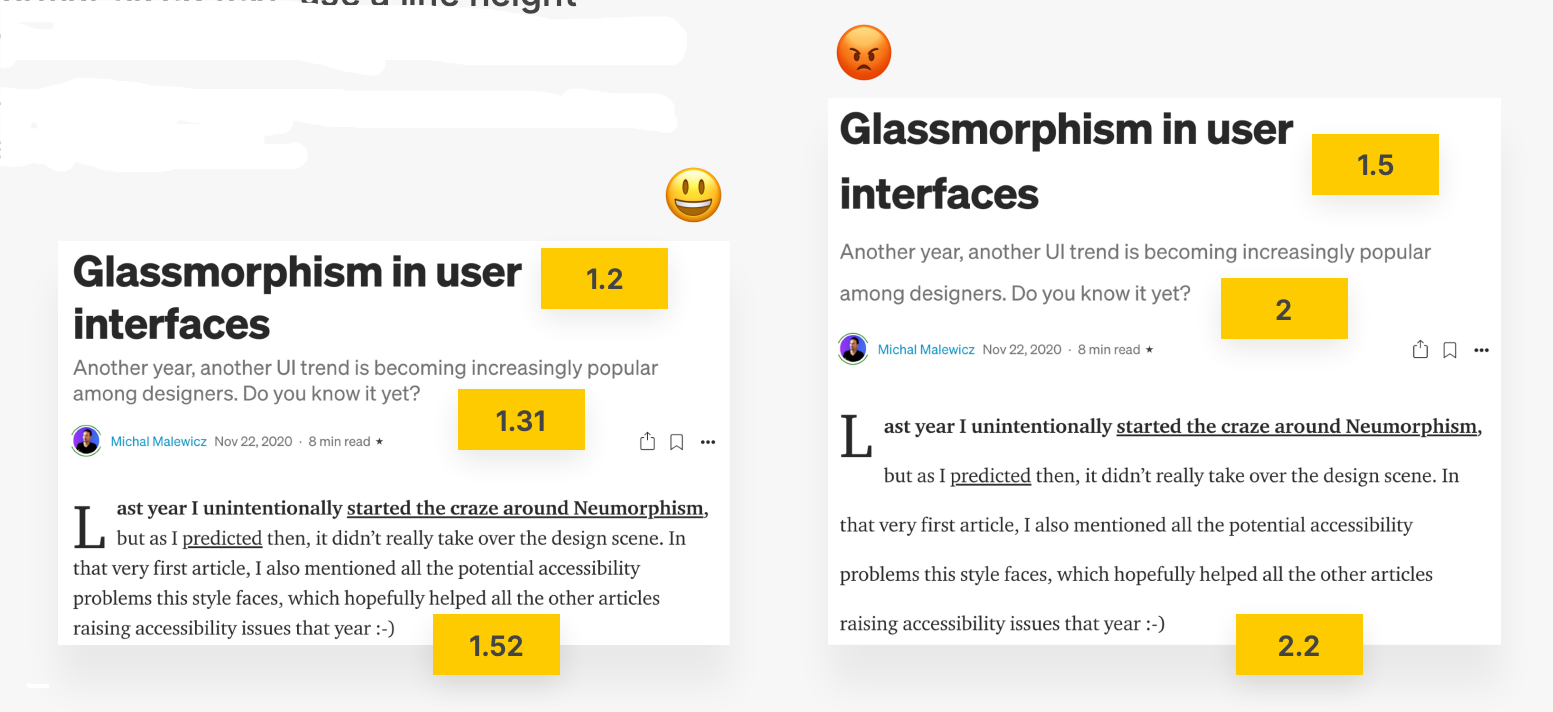 use a line height
Glassmorphism in user
interfaces
1.2
Another year, another UI trend is becoming increasingly popular
among designers. Do you know it yet?
1.31
Michal Malewicz Nov 22, 2020 · 8 min read ★
Last year I unintentionally started the craze around Neumorphism,
but as I predicted then, it didn’t really take over the design scene. In
that very first article, I also mentioned all the potential accessibility
problems this style faces, which hopefully helped all the other articles
raising accessibility issues that year :-)
1.52
Glassmorphism in user
interfaces
1.5
Another year, another UI trend is becoming increasingly popular
among designers. Do you know it yet?
2
Michal Malewicz Nov 22, 2020 · 8 min read ★
Last year I unintentionally started the craze around Neumorphism,
but as I predicted then, it didn’t really take over the design scene. In
that very first article, I also mentioned all the potential accessibility
problems this style faces, which hopefully helped all the other articles
raising accessibility issues that year :-)
2.2